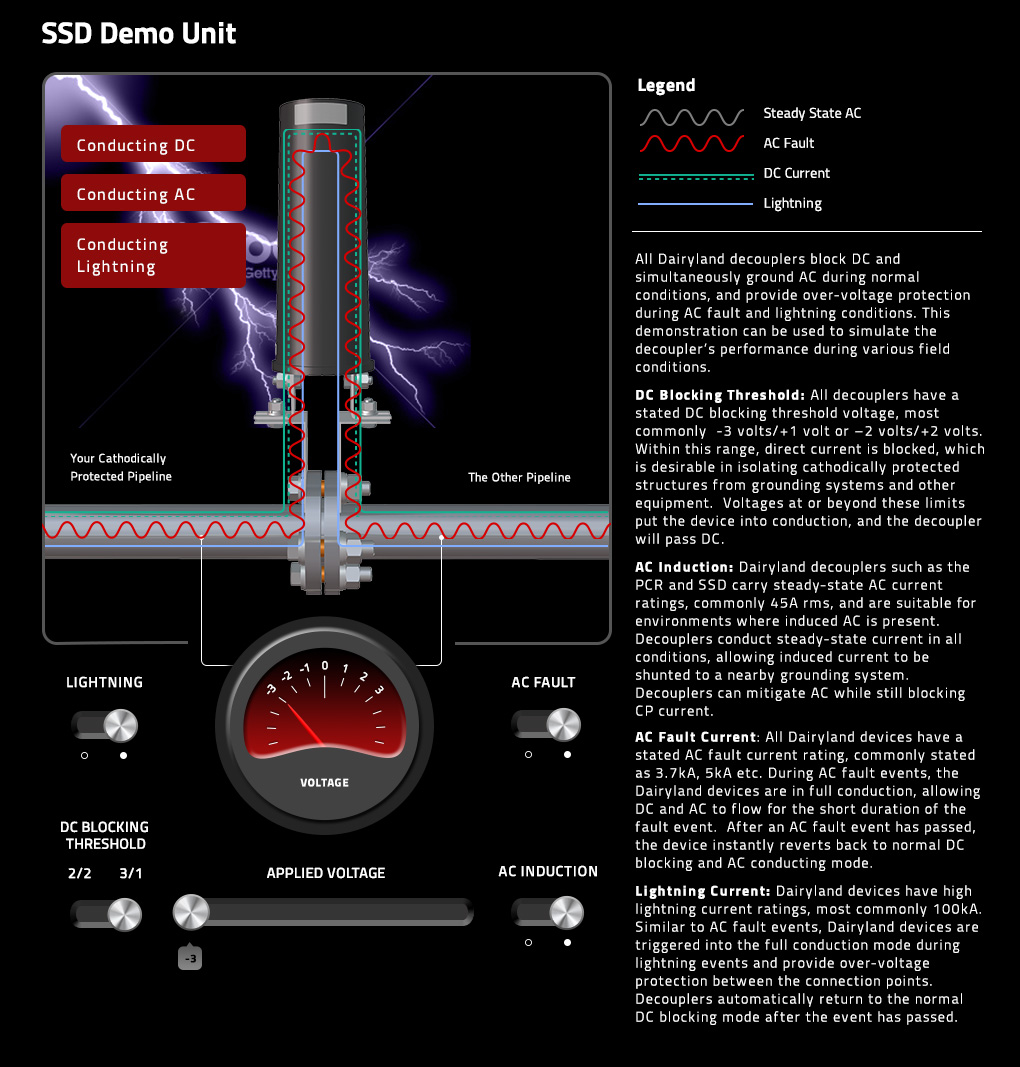 SSD Demo Unit
Conducting DC
Conducting AC
Conducting
Lightning
Getty
Your Cathodically
Protected Pipeline
The Other Pipeline
-3 -2 -1 0 1 2 3
VOLTAGE
LIGHTNING
AC FAULT
DC BLOCKING
THRESHOLD
2/2 3/1
APPLIED VOLTAGE
AC INDUCTION
-3
Legend
Steady State AC
AC Fault
DC Current
Lightning
All Dairyland decouplers block DC and
simultaneously ground AC during normal
conditions, and provide over-voltage protection
during AC fault and lightning conditions. This
demonstration can be used to simulate the
decoupler's performance during various field
conditions.
DC Blocking Threshold: All decouplers have a
stated DC blocking threshold voltage, most
commonly -3 volts/+1 volt or –2 volts/+2 volts.
Within this range, direct current is blocked, which
is desirable in isolating cathodically protected
structures from grounding systems and other
equipment. Voltages at or beyond these limits
put the device into conduction, and the decoupler
will pass DC.
AC Induction: Dairyland decouplers such as the
PCR and SSD carry steady-state AC current
ratings, commonly 45A rms, and are suitable for
environments where induced AC is present.
Decouplers conduct steady-state current in all
conditions, allowing induced current to be
shunted to a nearby grounding system.
Decouplers can mitigate AC while still blocking
CP current.
AC Fault Current: All Dairyland devices have a
stated AC fault current rating, commonly stated
as 3.7kA, 5kA etc. During AC fault events, the
Dairyland devices are in full conduction, allowing
DC and AC to flow for the short duration of the
fault event. After an AC fault event has passed,
the device instantly reverts back to normal DC
blocking and AC conducting mode.
Lightning Current: Dairyland devices have high
lightning current ratings, most commonly 100kA.
Similar to AC fault events, Dairyland devices are
triggered into the full conduction mode during
lightning events and provide over-voltage
protection between the connection points.
Decouplers automatically return to the normal
DC blocking mode after the event has passed.